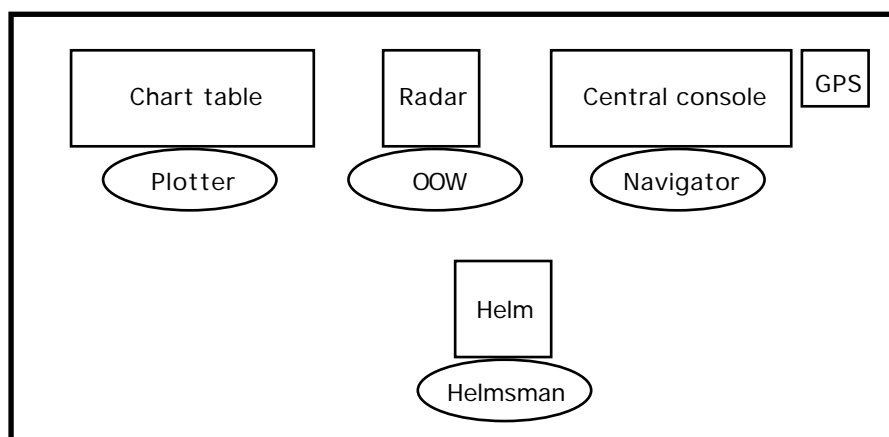 Chart table
Radar
Central console
GPS
Plotter
OOW
Navigator
Helm
Helmsman